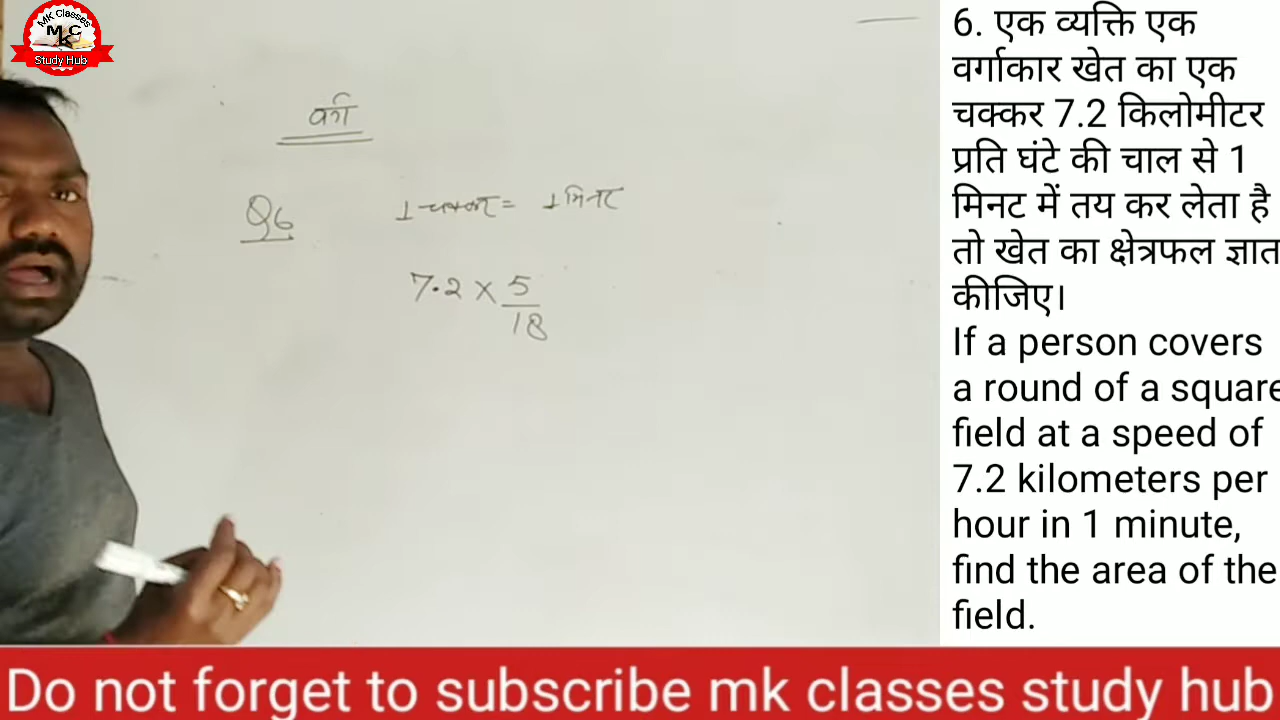 MK Classes
M K C
Study Hub
वर्ग
Q6
1 चक्कर = 1 मिनट
7.2 × 5
18
6. एक व्यक्ति एक
वर्गाकार खेत का एक
चक्कर 7.2 किलोमीटर
प्रति घंटे की चाल से 1
मिनट में तय कर लेता है
तो खेत का क्षेत्रफल ज्ञात
कीजिए।
If a person covers
a round of a square
field at a speed of
7.2 kilometers per
hour in 1 minute,
find the area of the
field.
Do not forget to subscribe mk classes study hub